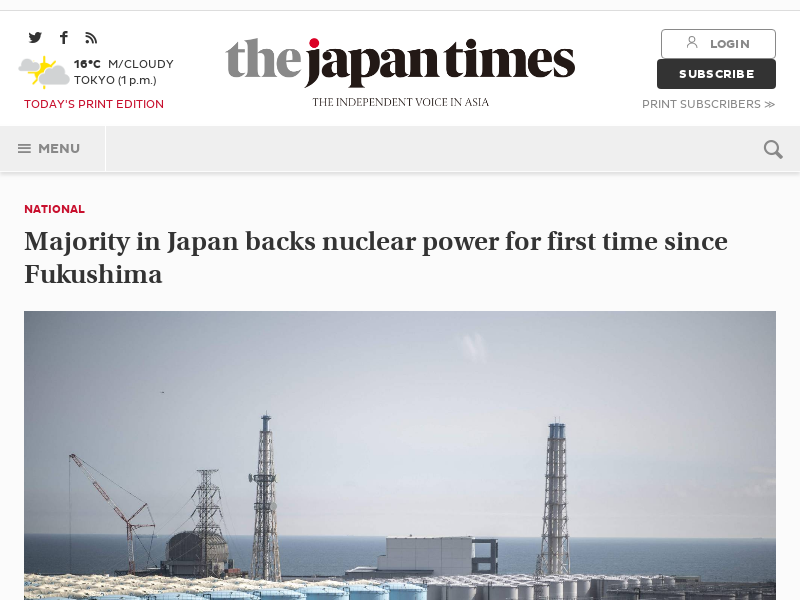 16°C M/CLOUDY
TOKYO (1 p.m.)
TODAY'S PRINT EDITION
the japan times
THE INDEPENDENT VOICE IN ASIA
LOGIN
SUBSCRIBE
PRINT SUBSCRIBERS ≫
MENU
NATIONAL
Majority in Japan backs nuclear power for first time since
Fukushima